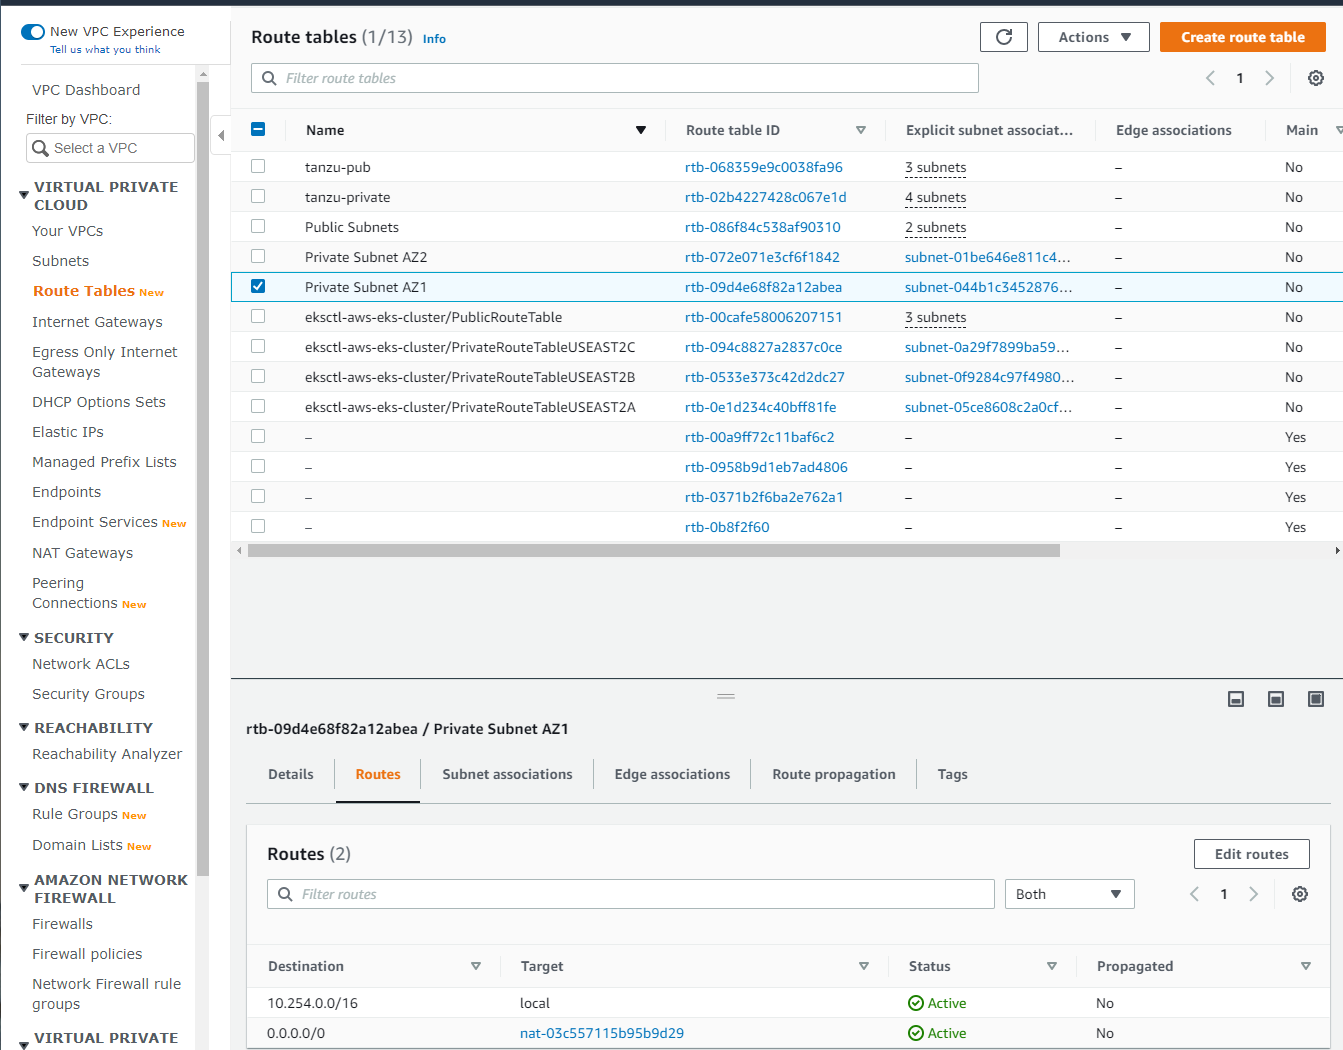 New VPC Experience
Tell us what you think
VPC Dashboard
Filter by VPC:
Select a VPC
VIRTUAL PRIVATE
CLOUD
Your VPCs
Subnets
Route Tables New
Internet Gateways
Egress Only Internet
Gateways
DHCP Options Sets
Elastic IPs
Managed Prefix Lists
Endpoints
Endpoint Services New
NAT Gateways
Peering
Connections New
SECURITY
Network ACLs
Security Groups
REACHABILITY
Reachability Analyzer
DNS FIREWALL
Rule Groups New
Domain Lists New
AMAZON NETWORK
FIREWALL
Firewalls
Firewall policies
Network Firewall rule
groups
VIRTUAL PRIVATE
Route tables (1/13) Info
Actions
Create route table
Filter route tables
1
Name Route table ID Explicit subnet associat... Edge associations Main
tanzu-pub rtb-068359e9c0038fa96 3 subnets – No
tanzu-private rtb-02b4227428c067e1d 4 subnets – No
Public Subnets rtb-086f84c538af90310 2 subnets – No
Private Subnet AZ2 rtb-072e071e3cf6f1842 subnet-01be646e811c4... – No
Private Subnet AZ1 rtb-09d4e68f82a12abea subnet-044b1c3452876... – No
eksctl-aws-eks-cluster/PublicRouteTable rtb-00cafe58006207151 3 subnets – No
eksctl-aws-eks-cluster/PrivateRouteTableUSEAST2C rtb-094c8827a2837c0ce subnet-0a29f7899ba59... – No
eksctl-aws-eks-cluster/PrivateRouteTableUSEAST2B rtb-0533e373c42d2dc27 subnet-0f9284c97f4980... – No
eksctl-aws-eks-cluster/PrivateRouteTableUSEAST2A rtb-0e1d234c40bff81fe subnet-05ce8608c2a0cf... – No
– rtb-00a9ff72c11baf6c2 – – Yes
– rtb-0958b9d1eb7ad4806 – – Yes
– rtb-0371b2f6ba2e762a1 – – Yes
– rtb-0b8f2f60 – – Yes
rtb-09d4e68f82a12abea / Private Subnet AZ1
Details Routes Subnet associations Edge associations Route propagation Tags
Routes (2)
Edit routes
Filter routes
Both
1
Destination Target Status Propagated
10.254.0.0/16 local Active No
0.0.0.0/0 nat-03c557115b95b9d29 Active No